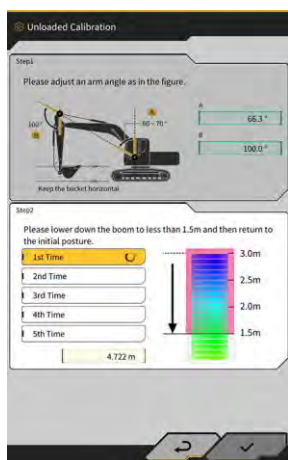 Unloaded Calibration
Step1
Please adjust an arm angle as in the figure.
A
66.3 °
B
100.0 °
100°
B
A
60~70°
Keep the bucket horizontal
Step2
Please lower down the boom to less than 1.5m and then return to
the initial posture.
1st Time
2nd Time
3rd Time
4th Time
5th Time
4.722 m
3.0m
2.5m
2.0m
1.5m